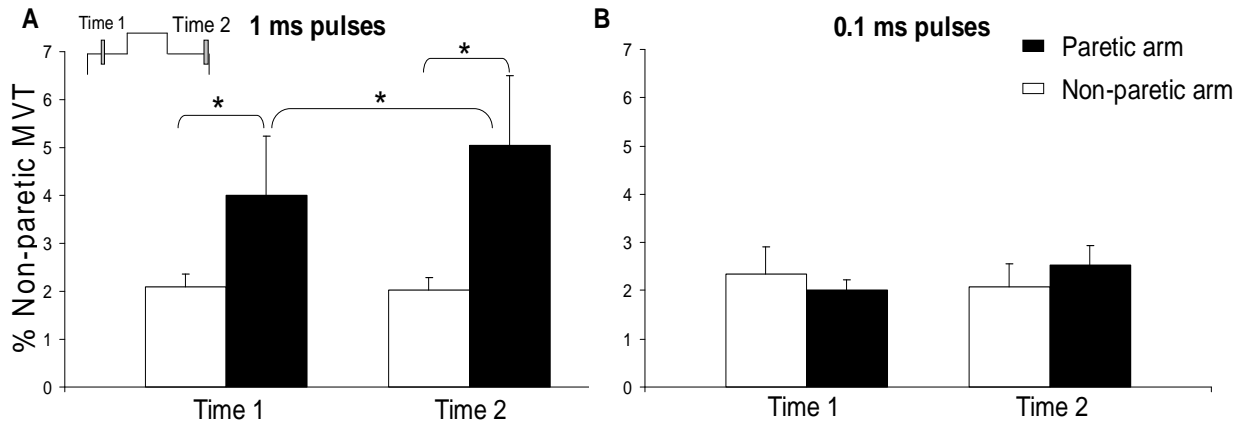 A
Time 1
Time 2
1 ms pulses
*
*
*
% Non-paretic MVT
7
6
5
4
3
2
1
0
Time 1
Time 2
B
0.1 ms pulses
Paretic arm
Non-paretic arm
7
6
5
4
3
2
1
0
Time 1
Time 2